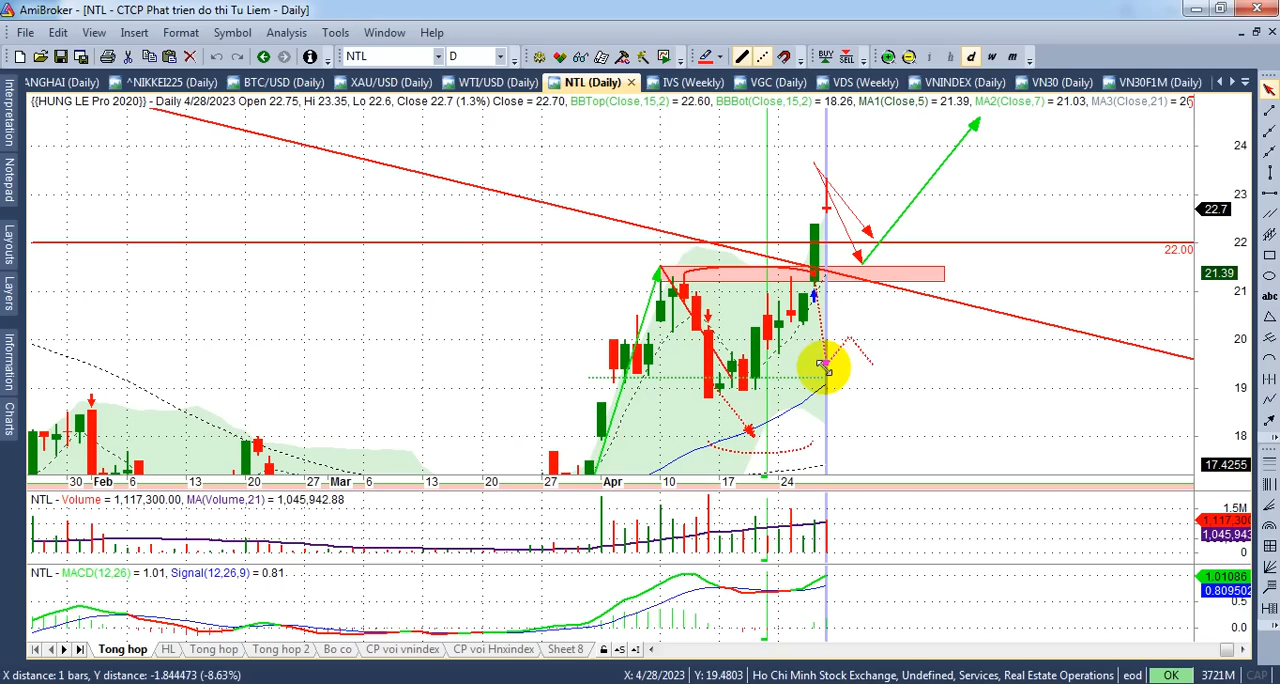 AmiBroker - [NTL - CTCP Phat trien do thi Tu Liem - Daily]
File Edit View Insert Format Symbol Analysis Tools Window Help
NTL D BUY SELL i h d w m
ANGHAI (Daily) ^NIKKEI225 (Daily) BTC/USD (Daily) XAU/USD (Daily) WTI/USD (Daily) NTL (Daily) IVS (Weekly) VGC (Daily) VDS (Weekly) VNINDEX (Daily) VN30 (Daily) VN30F1M (Daily)
{{HUNG LE Pro 2020}} - Daily 4/28/2023 Open 22.75, Hi 23.35, Lo 22.6, Close 22.7 (1.3%) Close = 22.70, BBTop(Close,15,2) = 22.60, BBBot(Close,15,2) = 18.26, MA1(Close,5) = 21.39, MA2(Close,7) = 21.03, MA3(Close,21) = 20
Interpretation
Notepad
Layouts
Layers
Information
Charts
abc
24
23
22.7
22
22.00
21.39
21
20
19
18
17.4255
30 Feb 6 13 20 27 Mar 6 13 20 27 Apr 10 17 24
NTL - Volume = 1,117,300.00, MA(Volume,21) = 1,045,942.88
1.5M
1,117,300
1,045,943
0
NTL - MACD(12,26) = 1.01, Signal(12,26,9) = 0.81
1.01086
0.809502
0.5
0.0
Tong hop HL Tong hop Tong hop 2 Bo co CP voi vnindex CP voi Hnxindex Sheet 8
X distance: 1 bars, Y distance: -1.844473 (-8.63%) X: 4/28/2023 Y: 19.4803 Ho Chi Minh Stock Exchange, Undefined, Services, Real Estate Operations eod OK 3721M CAP